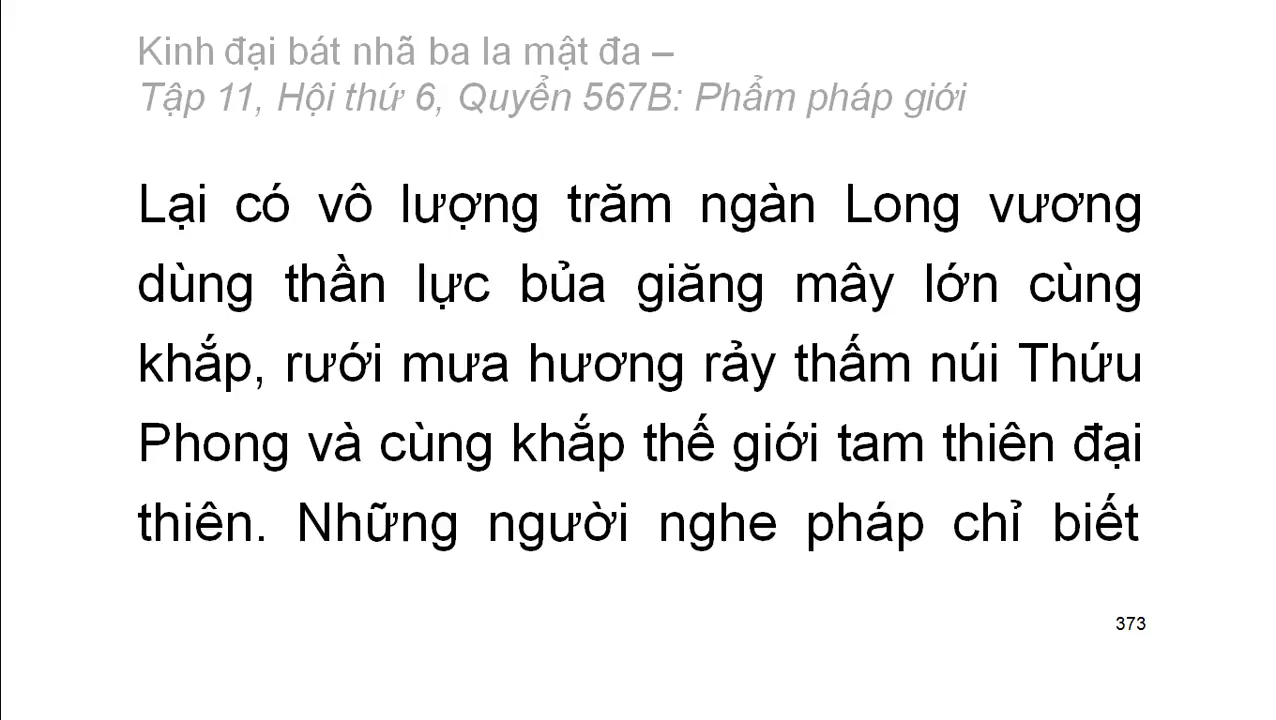 Kinh đại bát nhã ba la mật đa –
Tập 11, Hội thứ 6, Quyển 567B: Phẩm pháp giới
Lại có vô lượng trăm ngàn Long vương
dùng thần lực bủa giăng mây lớn cùng
khắp, rưới mưa hương rảy thấm núi Thứu
Phong và cùng khắp thế giới tam thiên đại
thiên. Những người nghe pháp chỉ biết
373